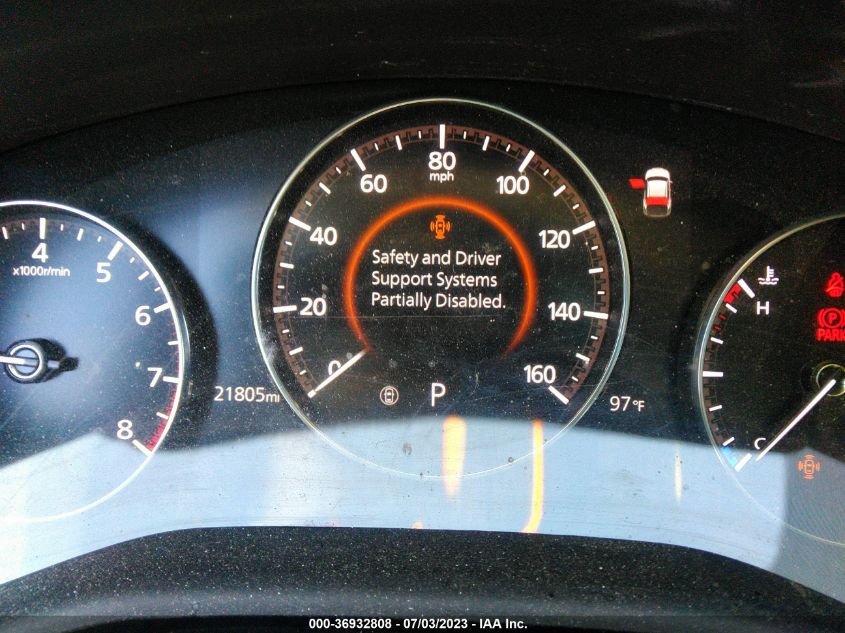 80
mph
60
100
40
120
20
140
0
160
Safety and Driver
Support Systems
Partially Disabled.
4
x1000r/min
5
6
7
8
21805mi
P
97°F
H
C
(P)
PARK
000-36932808 / 07/03/2023 - IAA Inc.